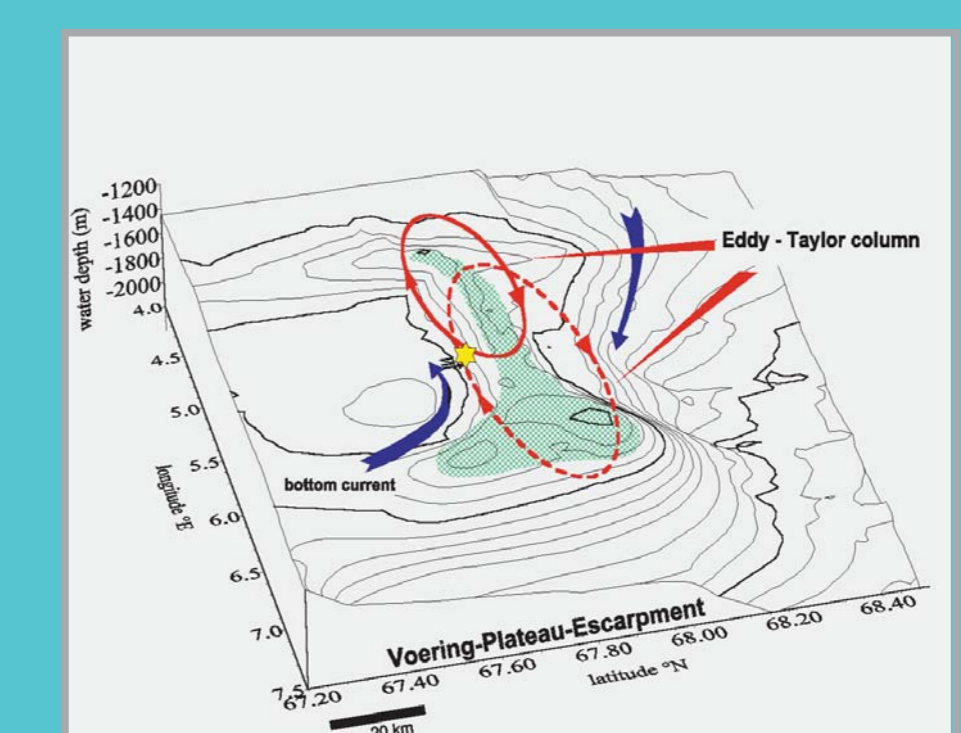 -1200
-1400
-1600
-1800
-2000
water depth (m)
Eddy - Taylor column
4.0
4.5
5.0
5.5
6.0
6.5
7.0
7.5
longitude ºE
bottom current
Voering-Plateau-Escarpment
67.20
67.40
67.60
67.80
68.00
68.20
68.40
latitude ºN
20 km